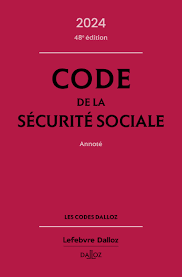 2024
48e édition
CODE
DE LA
SÉCURITÉ SOCIALE
Annoté
LES CODES DALLOZ
Lefebvre Dalloz
DALLOZ